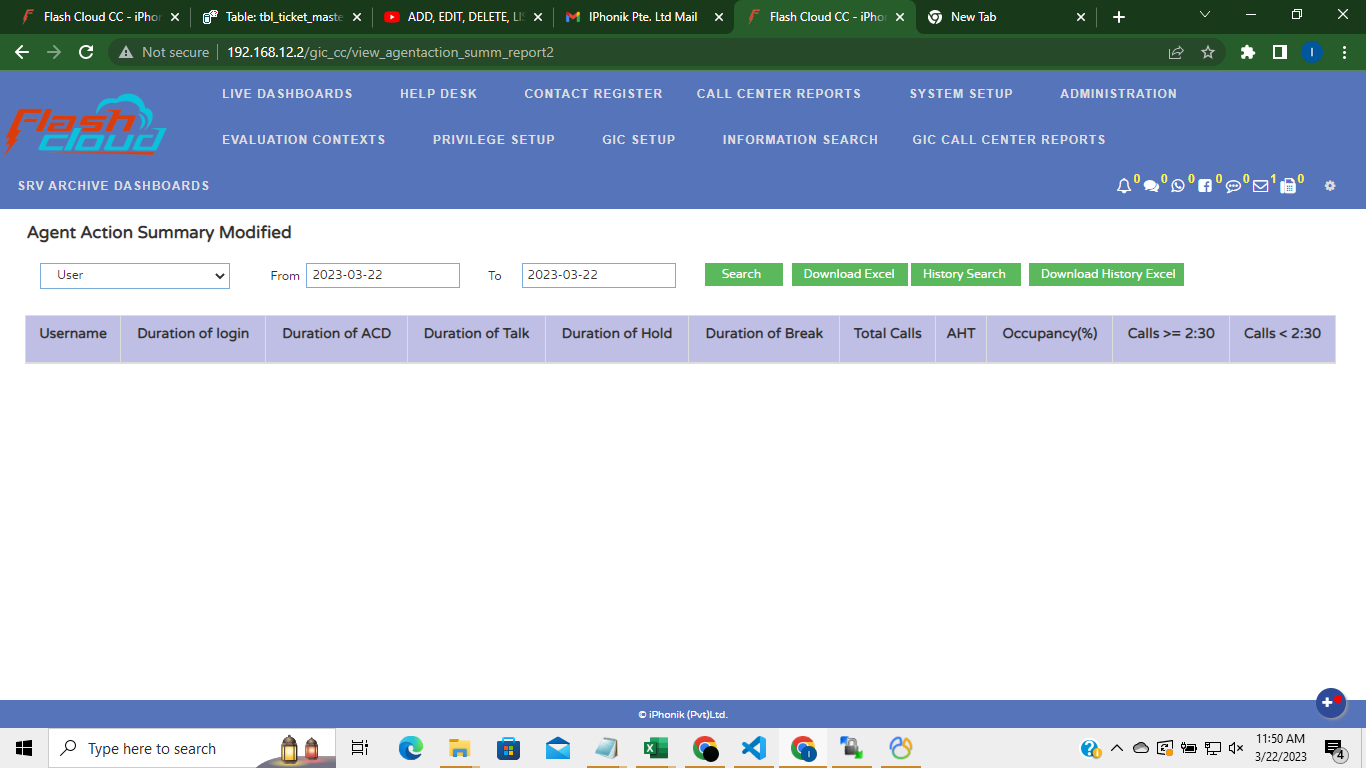 Flash Cloud CC - iPhon
Table: tbl_ticket_maste
ADD, EDIT, DELETE, LIS
IPhonik Pte. Ltd Mail
Flash Cloud CC - iPhon
New Tab
Not secure
192.168.12.2/gic_cc/view_agentaction_summ_report2
I
Flash
cloud
LIVE DASHBOARDS
HELP DESK
CONTACT REGISTER
CALL CENTER REPORTS
SYSTEM SETUP
ADMINISTRATION
EVALUATION CONTEXTS
PRIVILEGE SETUP
GIC SETUP
INFORMATION SEARCH
GIC CALL CENTER REPORTS
SRV ARCHIVE DASHBOARDS
0
0
0
0
0
1
0
Agent Action Summary Modified
User
From
2023-03-22
To
2023-03-22
Search
Download Excel
History Search
Download History Excel
Username
Duration of login
Duration of ACD
Duration of Talk
Duration of Hold
Duration of Break
Total Calls
AHT
Occupancy(%)
Calls >= 2:30
Calls < 2:30
© iPhonik (Pvt)Ltd.
Type here to search
11:50 AM
3/22/2023
4